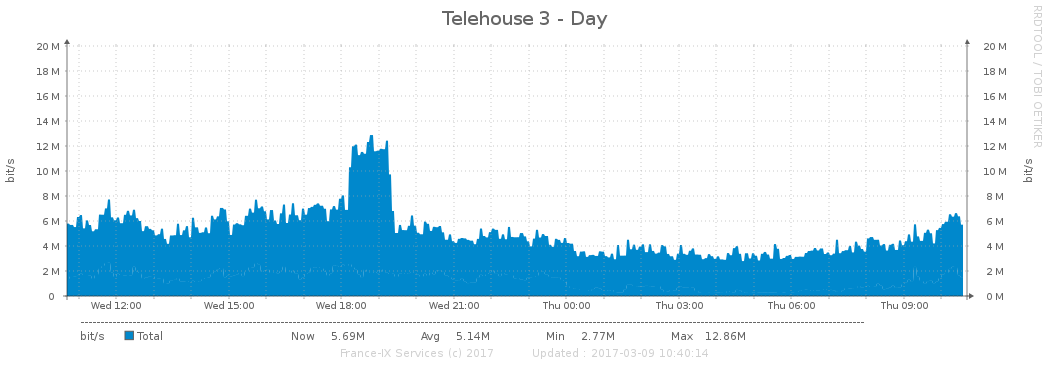 Telehouse 3 - Day
RRDTOOL / TOBI OETIKER
bit/s
20 M 20 M
18 M 18 M
16 M 16 M
14 M 14 M
12 M 12 M
10 M 10 M
8 M 8 M
6 M 6 M
4 M 4 M
2 M 2 M
0 0 M
bit/s
Wed 12:00 Wed 15:00 Wed 18:00 Wed 21:00 Thu 00:00 Thu 03:00 Thu 06:00 Thu 09:00
bit/s Total Now 5.69M Avg 5.14M Min 2.77M Max 12.86M
France-IX Services (c) 2017 Updated : 2017-03-09 10:40:14